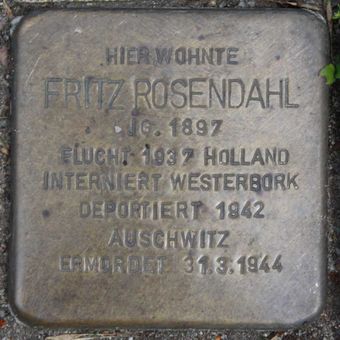 HIER WOHNTE
FRITZ ROSENDAHL
JG. 1897
FLUCHT 1937 HOLLAND
INTERNIERT WESTERBORK
DEPORTIERT 1942
AUSCHWITZ
ERMORDET 31.3.1944